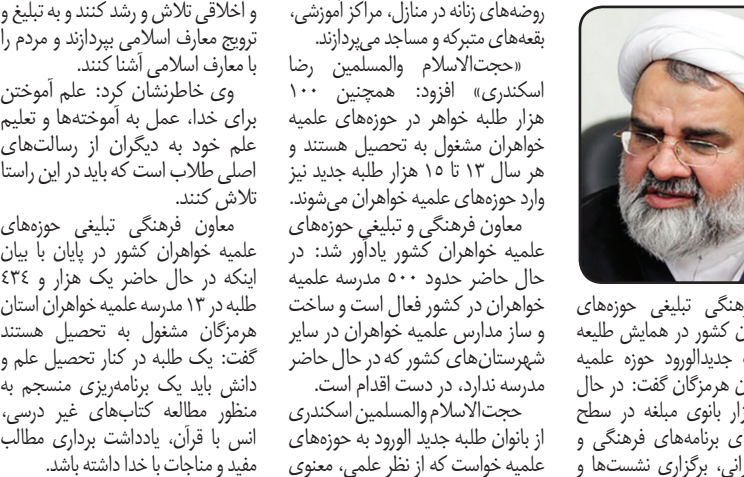 هنگی تبلیغی حوزه‌های
کشور در همایش طلیعه
جدیدالورود حوزه علمیه
هرمزگان گفت: در حال
بانوی مبلغه در سطح
برنامه‌های فرهنگی و
برگزاری نشست‌ها و
روضه‌های زنانه در منازل، مراکز آموزشی،
بقعه‌های متبرکه و مساجد می‌پردازند.
«حجت‌الاسلام والمسلمین رضا
اسکندری» افزود: همچنین ۱۰۰
هزار طلبه خواهر در حوزه‌های علمیه
خواهران مشغول به تحصیل هستند و
هر سال ۱۳ تا ۱۵ هزار طلبه جدید نیز
وارد حوزه‌های علمیه خواهران می‌شوند.
معاون فرهنگی و تبلیغی حوزه‌های
علمیه خواهران کشور یادآور شد: در
حال حاضر حدود ۵۰۰ مدرسه علمیه
خواهران در کشور فعال است و ساخت
و ساز مدارس علمیه خواهران در سایر
شهرستان‌های کشور که در حال حاضر
مدرسه ندارد، در دست اقدام است.
حجت‌الاسلام والمسلمین اسکندری
از بانوان طلبه جدید الورود به حوزه‌های
علمیه خواست که از نظر علمی، معنوی
و اخلاقی تلاش و رشد کنند و به تبلیغ و
ترویج معارف اسلامی بپردازند و مردم را
با معارف اسلامی آشنا کنند.
وی خاطرنشان کرد: علم آموختن
برای خدا، عمل به آموخته‌ها و تعلیم
علم خود به دیگران از رسالت‌های
اصلی طلاب است که باید در این راستا
تلاش کنند.
معاون فرهنگی تبلیغی حوزه‌های
علمیه خواهران کشور در پایان با بیان
اینکه در حال حاضر یک هزار و ٤٣٤
طلبه در ۱۳ مدرسه علمیه خواهران استان
هرمزگان مشغول به تحصیل هستند
گفت: یک طلبه در کنار تحصیل علم و
دانش باید یک برنامه‌ریزی منسجم به
منظور مطالعه کتاب‌های غیر درسی،
انس با قرآن، یادداشت برداری مطالب
مفید و مناجات با خدا داشته باشد.